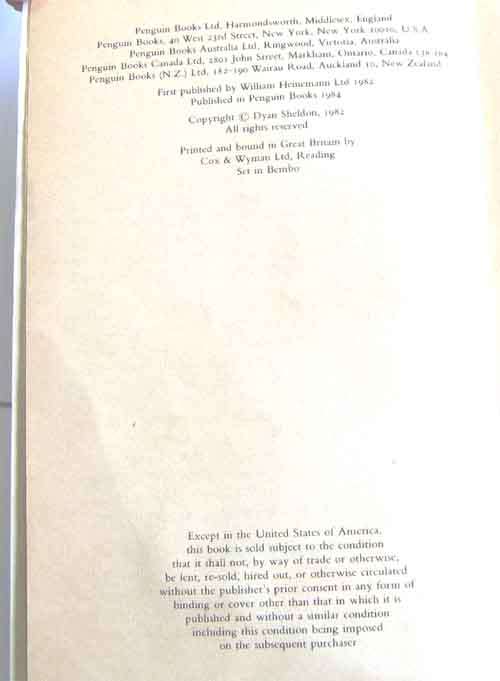 Penguin Books Ltd, Harmondsworth, Middlesex, England
Penguin Books, 40 West 23rd Street, New York, New York 10010, U.S.A.
Penguin Books Australia Ltd, Ringwood, Victoria, Australia
Penguin Books Canada Ltd, 2801 John Street, Markham, Ontario, Canada
Penguin Books (N.Z.) Ltd, 182-190 Wairau Road, Auckland 10, New Zealand
First published by William Heinemann Ltd 1982
Published in Penguin Books 1984
Copyright © Dyan Sheldon, 1982
All rights reserved
Printed and bound in Great Britain by
Cox & Wyman Ltd, Reading
Set in Bembo
Except in the United States of America,
this book is sold subject to the condition
that it shall not, by way of trade or otherwise,
be lent, re-sold, hired out, or otherwise circulated
without the publisher's prior consent in any form of
binding or cover other than that in which it is
published and without a similar condition
including this condition being imposed
on the subsequent purchaser